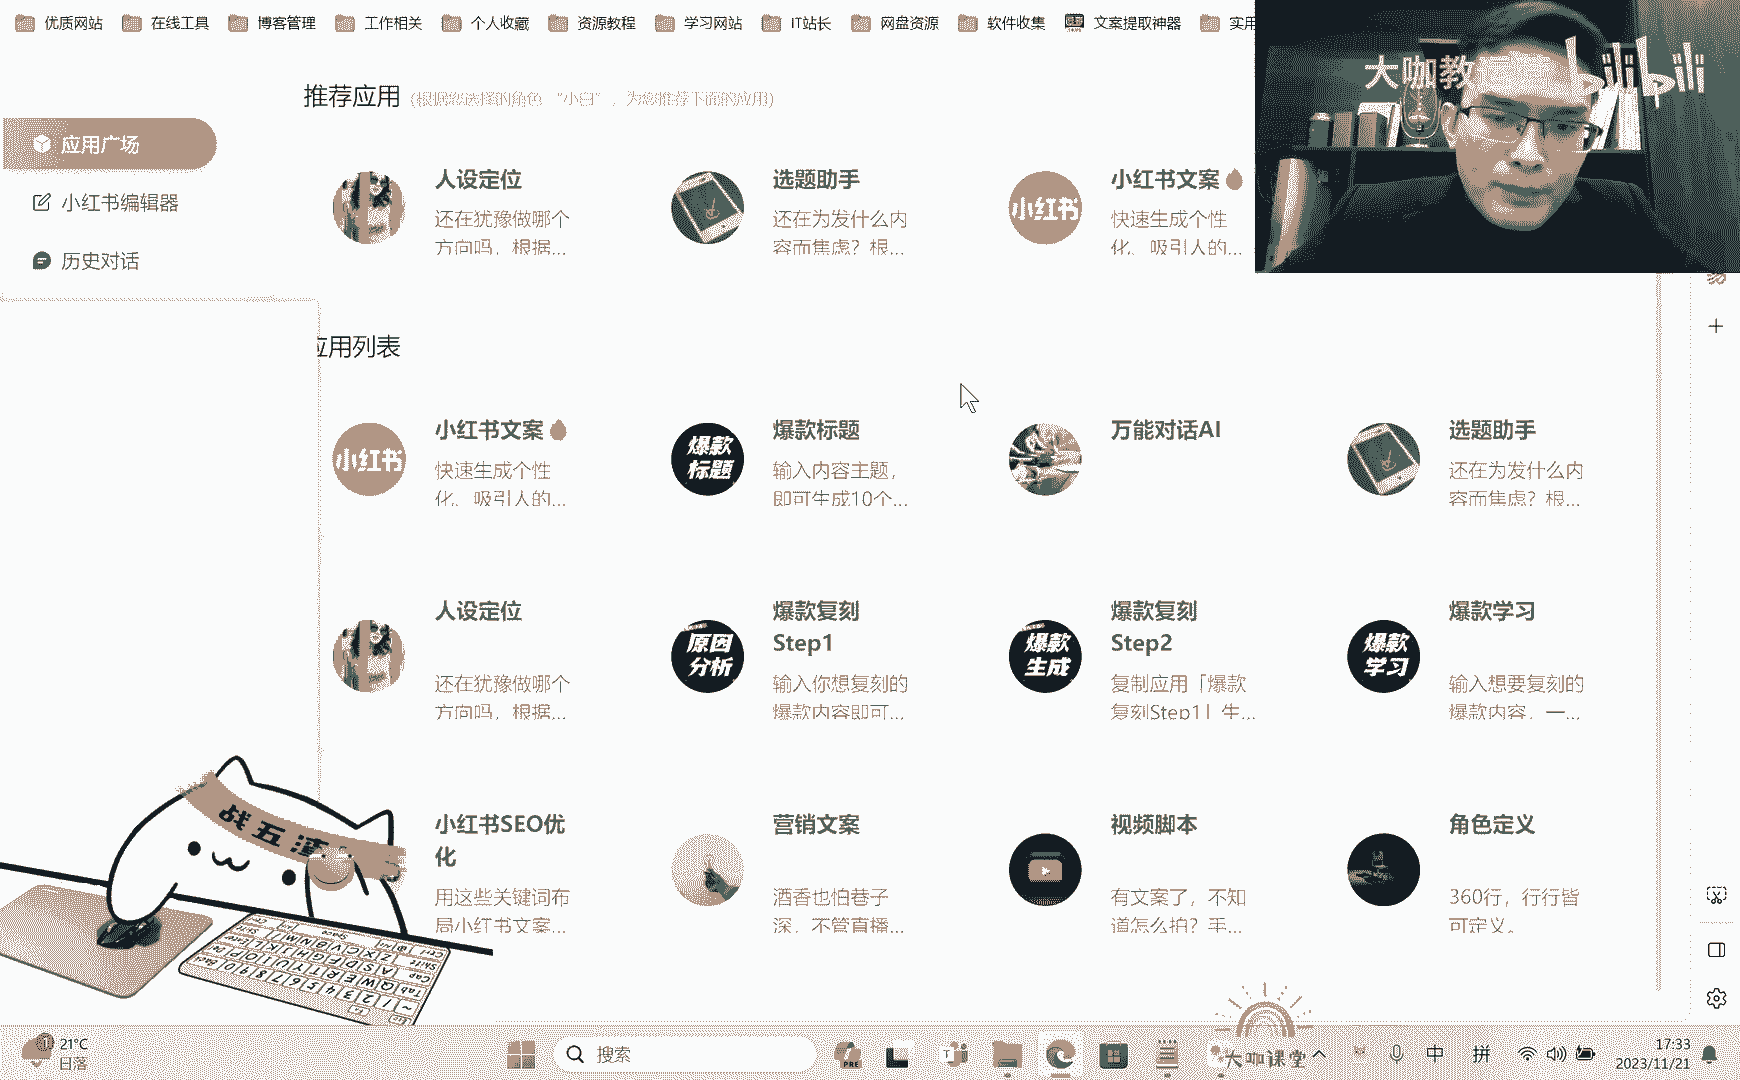 优质网站 在线工具 博客管理 工作相关 个人收藏 资源教程 学习网站 IT站长 网盘资源 软件收集 文案提取神器 实用
大咖教 bilibili
推荐应用 (根据您选择的角色 “小白”，为您推荐下面的应用)
应用广场
小红书编辑器
历史对话
人设定位
还在犹豫做哪个
方向吗，根据...
选题助手
还在为发什么内
容而焦虑？根...
小红书
小红书文案
快速生成个性
化、吸引人的...
应用列表
小红书
小红书文案
快速生成个性
化、吸引人的...
爆款
标题
爆款标题
输入内容主题，
即可生成10个...
万能对话AI
选题助手
还在为发什么内
容而焦虑？根...
人设定位
还在犹豫做哪个
方向吗，根据...
原因
分析
爆款复刻
Step1
输入你想复刻的
爆款内容即可...
爆款
生成
爆款复刻
Step2
复制应用「爆款
复刻Step1」生...
爆款
学习
爆款学习
输入想要复刻的
爆款内容，一...
小红书SEO优
化
用这些关键词布
局小红书文案...
营销文案
酒香也怕巷子
深，不管直播...
视频脚本
有文案了，不知
道怎么拍？手...
角色定义
360行，行行皆
可定义。
战五渣
21°C
日落
搜索
PRE
大咖课堂
中
拼
17:33
2023/11/21